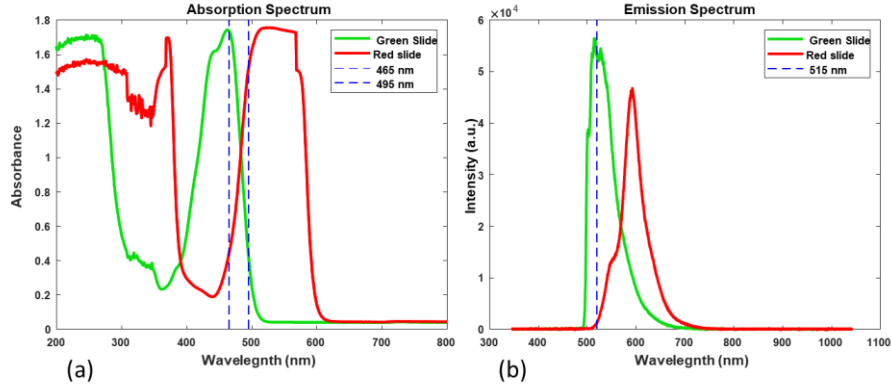 Absorption Spectrum
1.8
1.6
1.4
1.2
1
0.8
0.6
0.4
0.2
0
Absorbance
Green Slide
Red slide
465 nm
495 nm
200 300 400 500 600 700 800
Wavelegnth (nm)
(a)
Emission Spectrum
×10⁴
6
5
4
3
2
1
0
Intensity (a.u.)
Green Slide
Red slide
515 nm
300 400 500 600 700 800 900 1000 1100
Wavelegnth (nm)
(b)